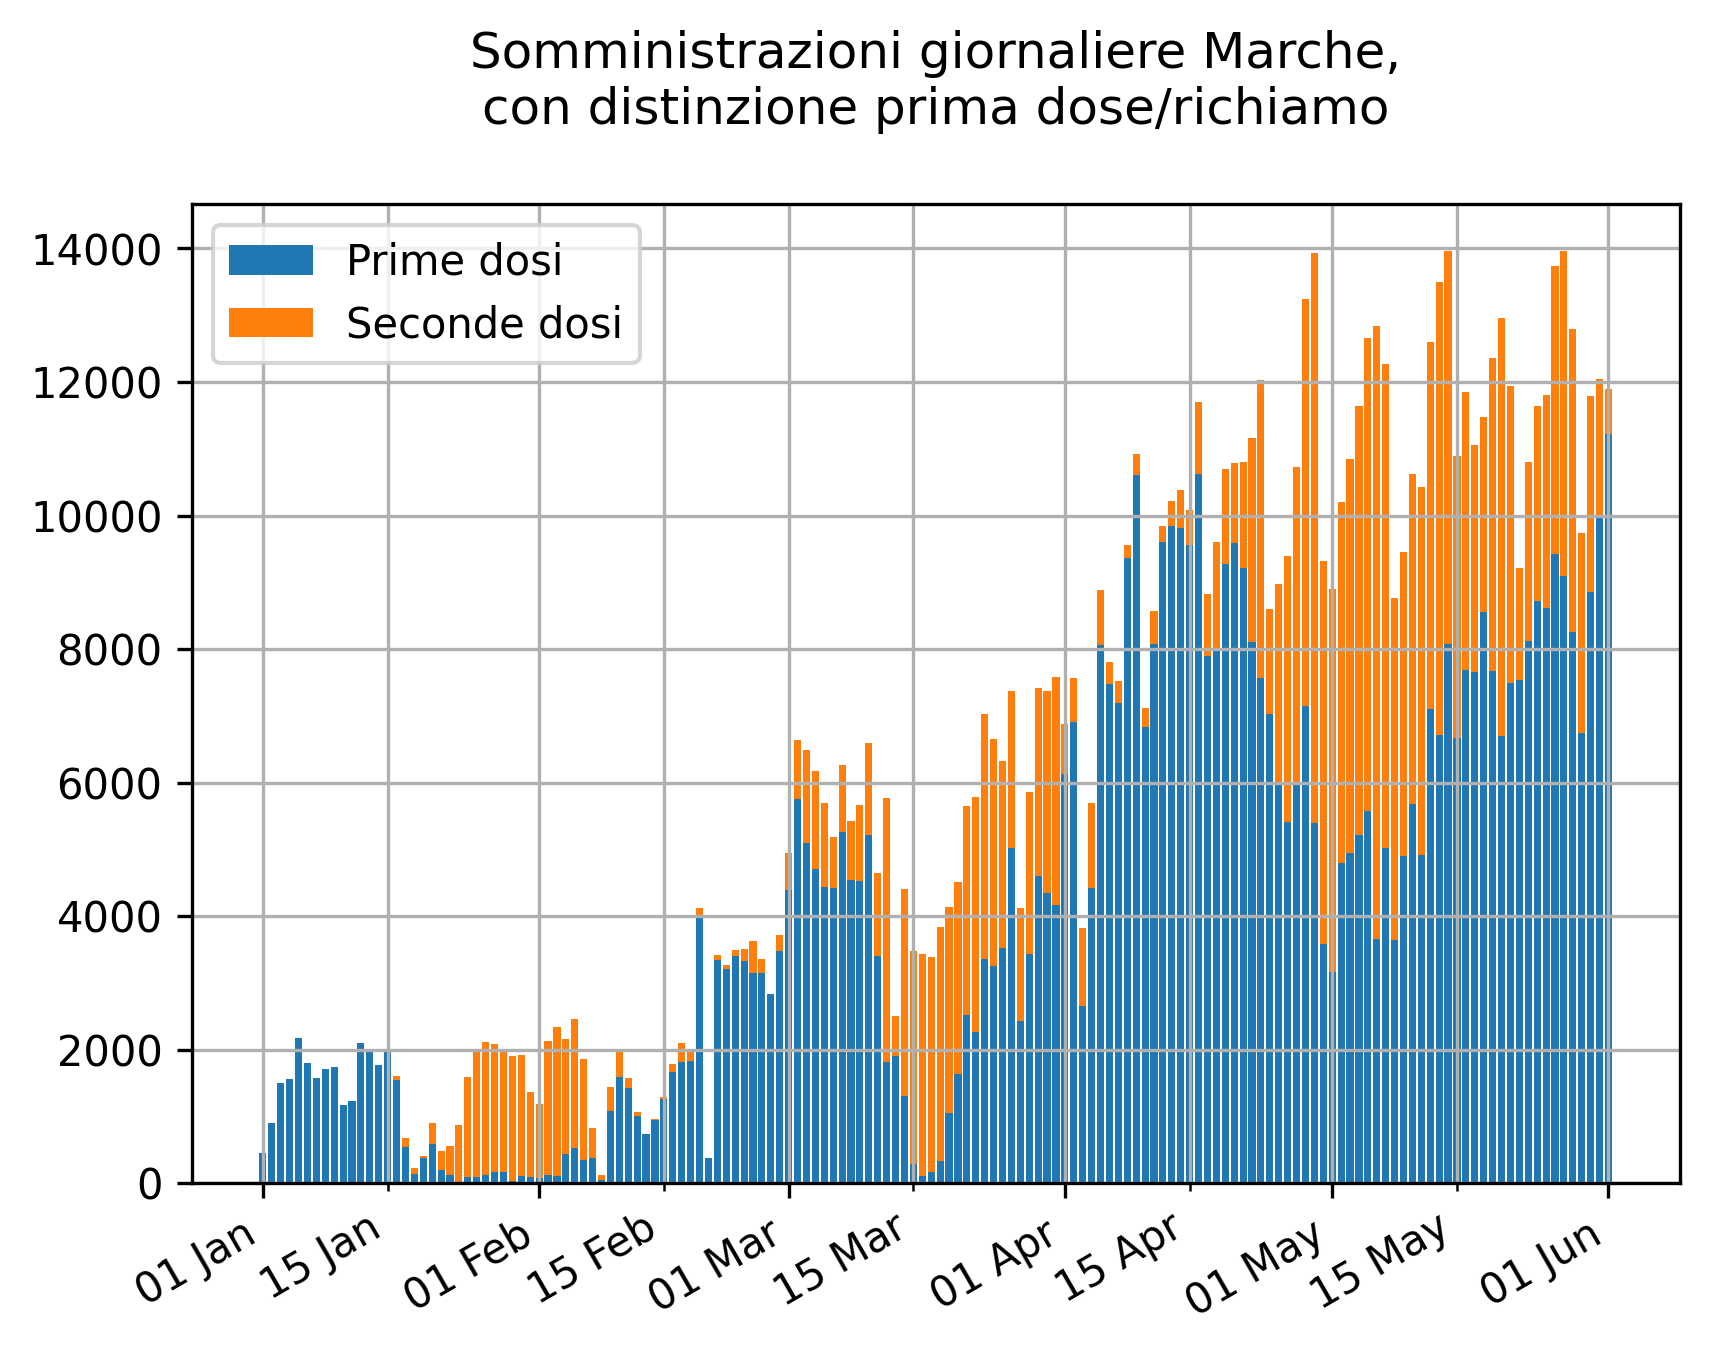 Somministrazioni giornaliere Marche,
con distinzione prima dose/richiamo
Prime dosi
Seconde dosi
14000
12000
10000
8000
6000
4000
2000
0
01 Jan
15 Jan
01 Feb
15 Feb
01 Mar
15 Mar
01 Apr
15 Apr
01 May
15 May
01 Jun